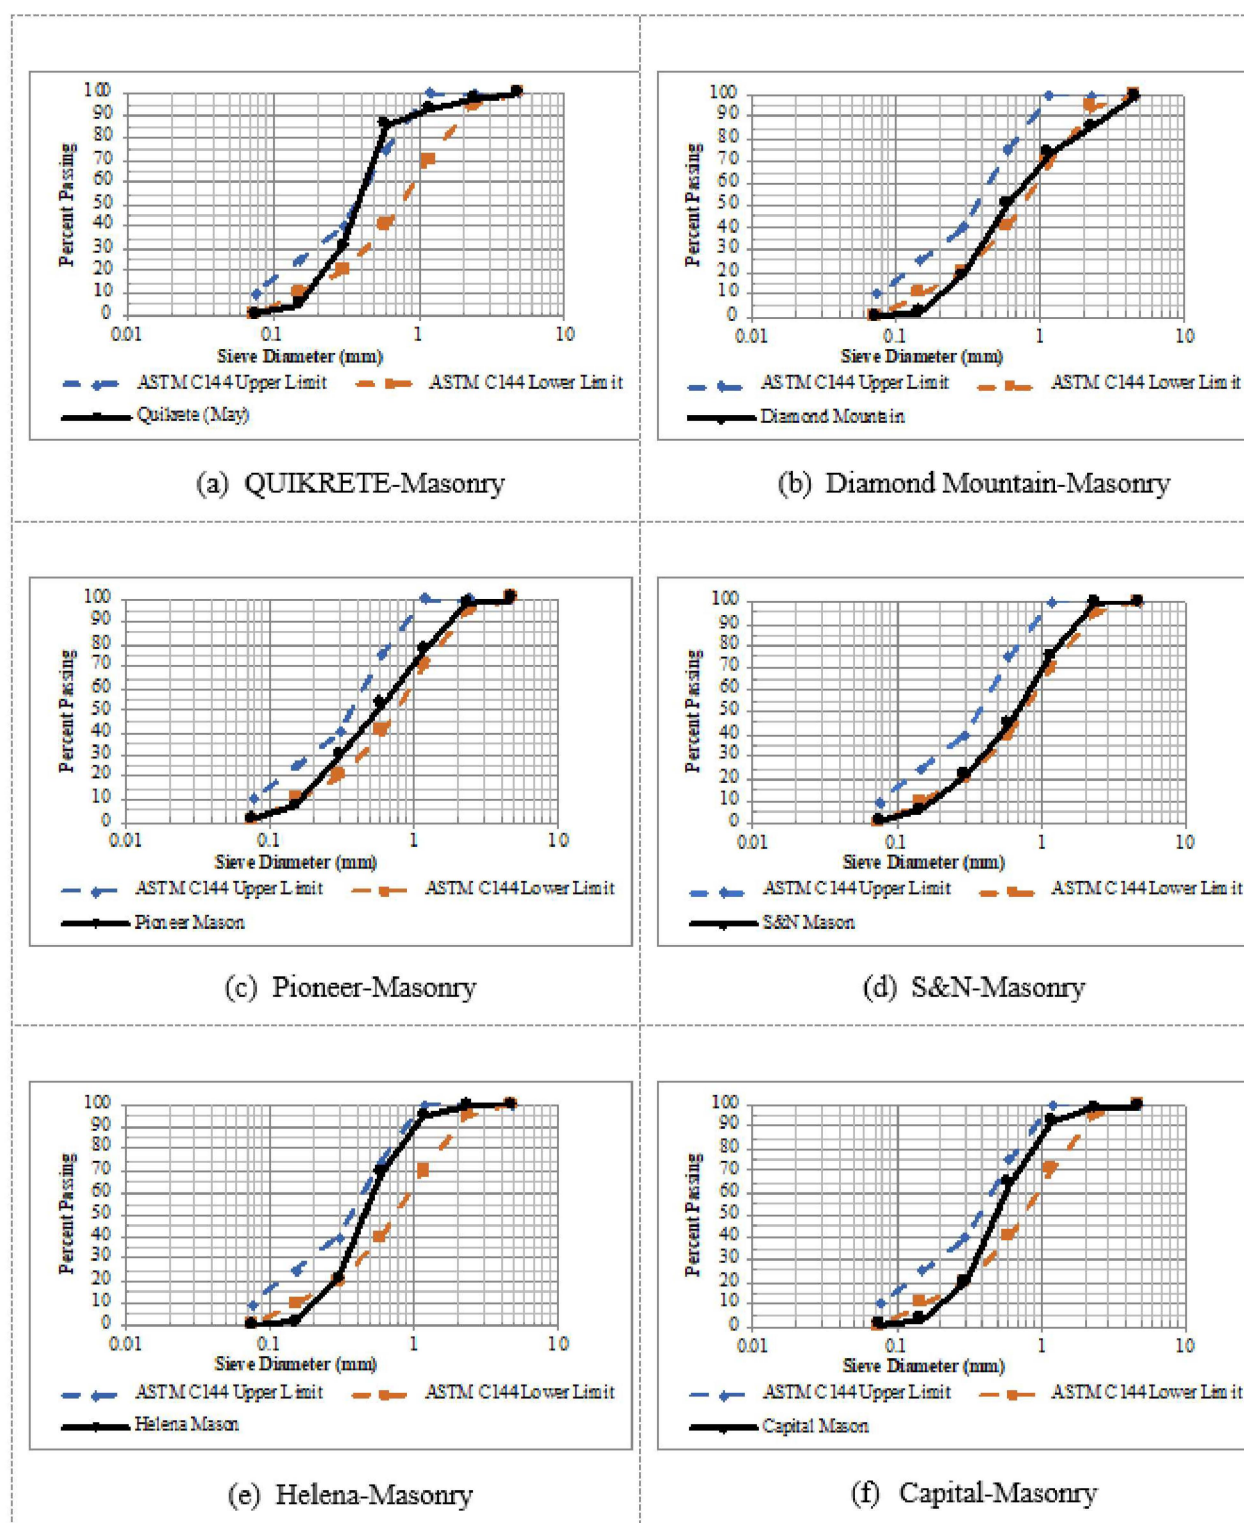 Percent Passing
100
90
80
70
60
50
40
30
20
10
0
0.01 0.1 1 10
Sieve Diameter (mm)
ASTM C144 Upper Limit ASTM C144 Lower Limit
Quikrete (May)
(a) QUIKRETE-Masonry
Percent Passing
100
90
80
70
60
50
40
30
20
10
0
0.01 0.1 1 10
Sieve Diameter (mm)
ASTM C144 Upper Limit ASTM C144 Lower Limit
Diamond Mountain
(b) Diamond Mountain-Masonry
Percent Passing
100
90
80
70
60
50
40
30
20
10
0
0.01 0.1 1 10
Sieve Diameter (mm)
ASTM C144 Upper Limit ASTM C144 Lower Limit
Pioneer Mason
(c) Pioneer-Masonry
Percent Passing
100
90
80
70
60
50
40
30
20
10
0
0.01 0.1 1 10
Sieve Diameter (mm)
ASTM C144 Upper Limit ASTM C144 Lower Limit
S&N Mason
(d) S&N-Masonry
Percent Passing
100
90
80
70
60
50
40
30
20
10
0
0.01 0.1 1 10
Sieve Diameter (mm)
ASTM C144 Upper Limit ASTM C144 Lower Limit
Helena Mason
(e) Helena-Masonry
Percent Passing
100
90
80
70
60
50
40
30
20
10
0
0.01 0.1 1 10
Sieve Diameter (mm)
ASTM C144 Upper Limit ASTM C144 Lower Limit
Capital Mason
(f) Capital-Masonry